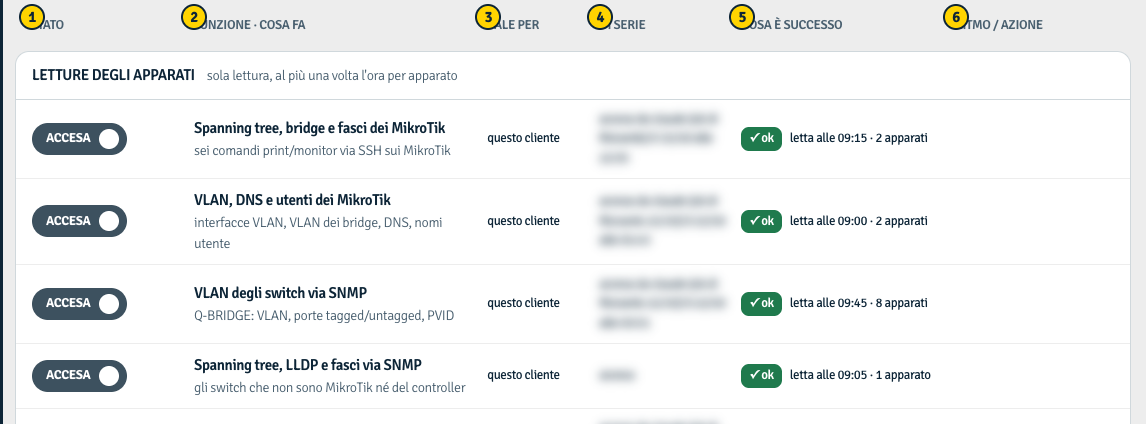 1 ATO 2 UNZIONE · COSA FA 3 ALE PER 4 SERIE 5 OSA È SUCCESSO 6 TMO / AZIONE
LETTURE DEGLI APPARATI sola lettura, al più una volta l'ora per apparato
ACCESA Spanning tree, bridge e fasci dei MikroTik questo cliente ✓ok letta alle 09:15 · 2 apparati
sei comandi print/monitor via SSH sui MikroTik
VLAN, DNS e utenti dei MikroTik
ACCESA interfacce VLAN, VLAN dei bridge, DNS, nomi questo cliente ✓ok letta alle 09:00 · 2 apparati
utente
ACCESA VLAN degli switch via SNMP questo cliente ✓ok letta alle 09:45 · 8 apparati
Q-BRIDGE: VLAN, porte tagged/untagged, PVID
ACCESA Spanning tree, LLDP e fasci via SNMP questo cliente ✓ok letta alle 09:05 · 1 apparato
gli switch che non sono MikroTik né del controller